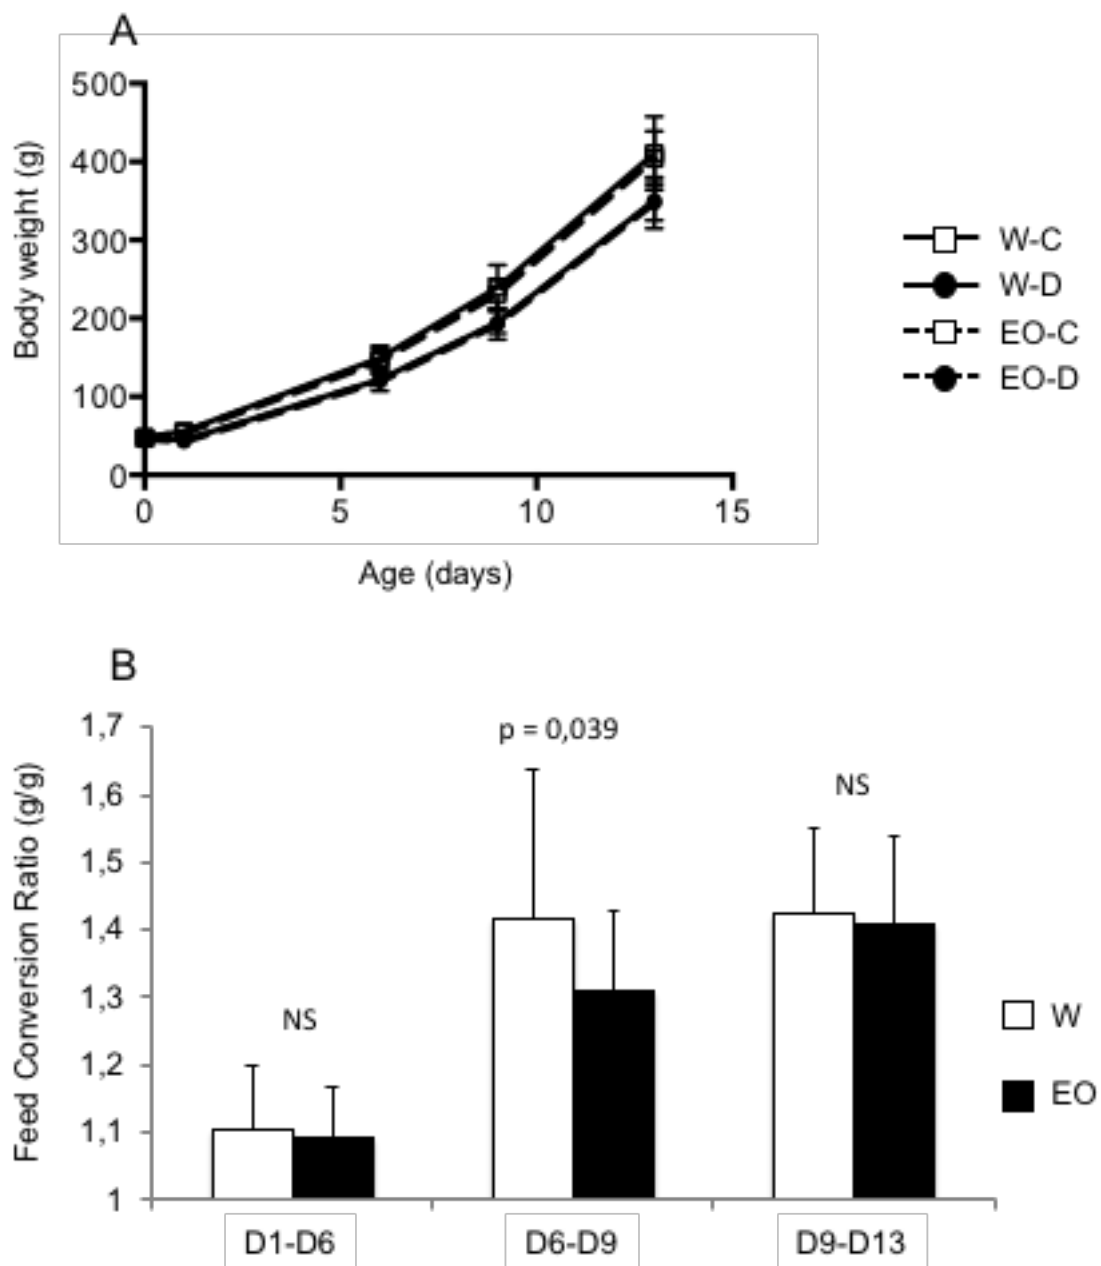 A
500
400
300
200
100
0
Body weight (g)
0 5 10 15
Age (days)
W-C
W-D
EO-C
EO-D
B
1,7
1,6
1,5
1,4
1,3
1,2
1,1
1
Feed Conversion Ratio (g/g)
p = 0,039
NS
NS
W
EO
D1-D6 D6-D9 D9-D13